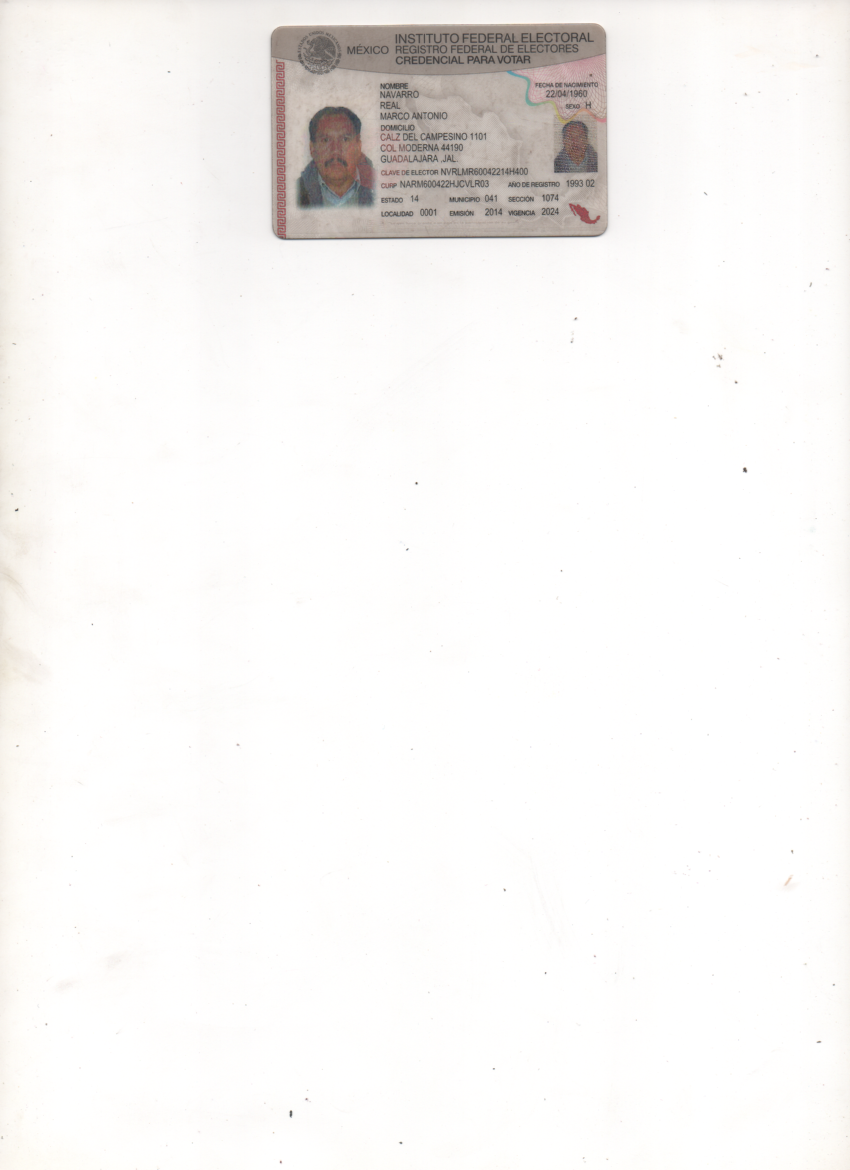 INSTITUTO FEDERAL ELECTORAL
MÉXICO REGISTRO FEDERAL DE ELECTORES
CREDENCIAL PARA VOTAR
NOMBRE
NAVARRO
REAL
MARCO ANTONIO
FECHA DE NACIMIENTO
22/04/1960
SEXO H
DOMICILIO
CALZ DEL CAMPESINO 1101
COL MODERNA 44190
GUADALAJARA ,JAL.
CLAVE DE ELECTOR NVRLMR60042214H400
CURP NARM600422HJCVLR03 AÑO DE REGISTRO 1993 02
ESTADO 14 MUNICIPIO 041 SECCIÓN 1074
LOCALIDAD 0001 EMISIÓN 2014 VIGENCIA 2024